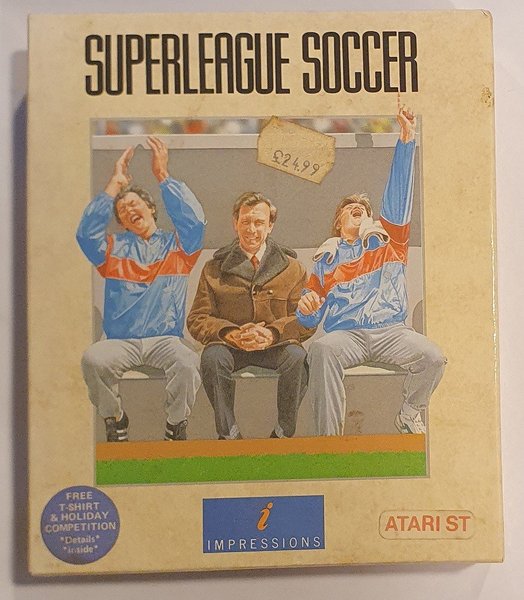 SUPERLEAGUE SOCCER
£24.99
FREE
T-SHIRT
& HOLIDAY
COMPETITION
"Details"
"inside"
i
IMPRESSIONS
ATARI ST